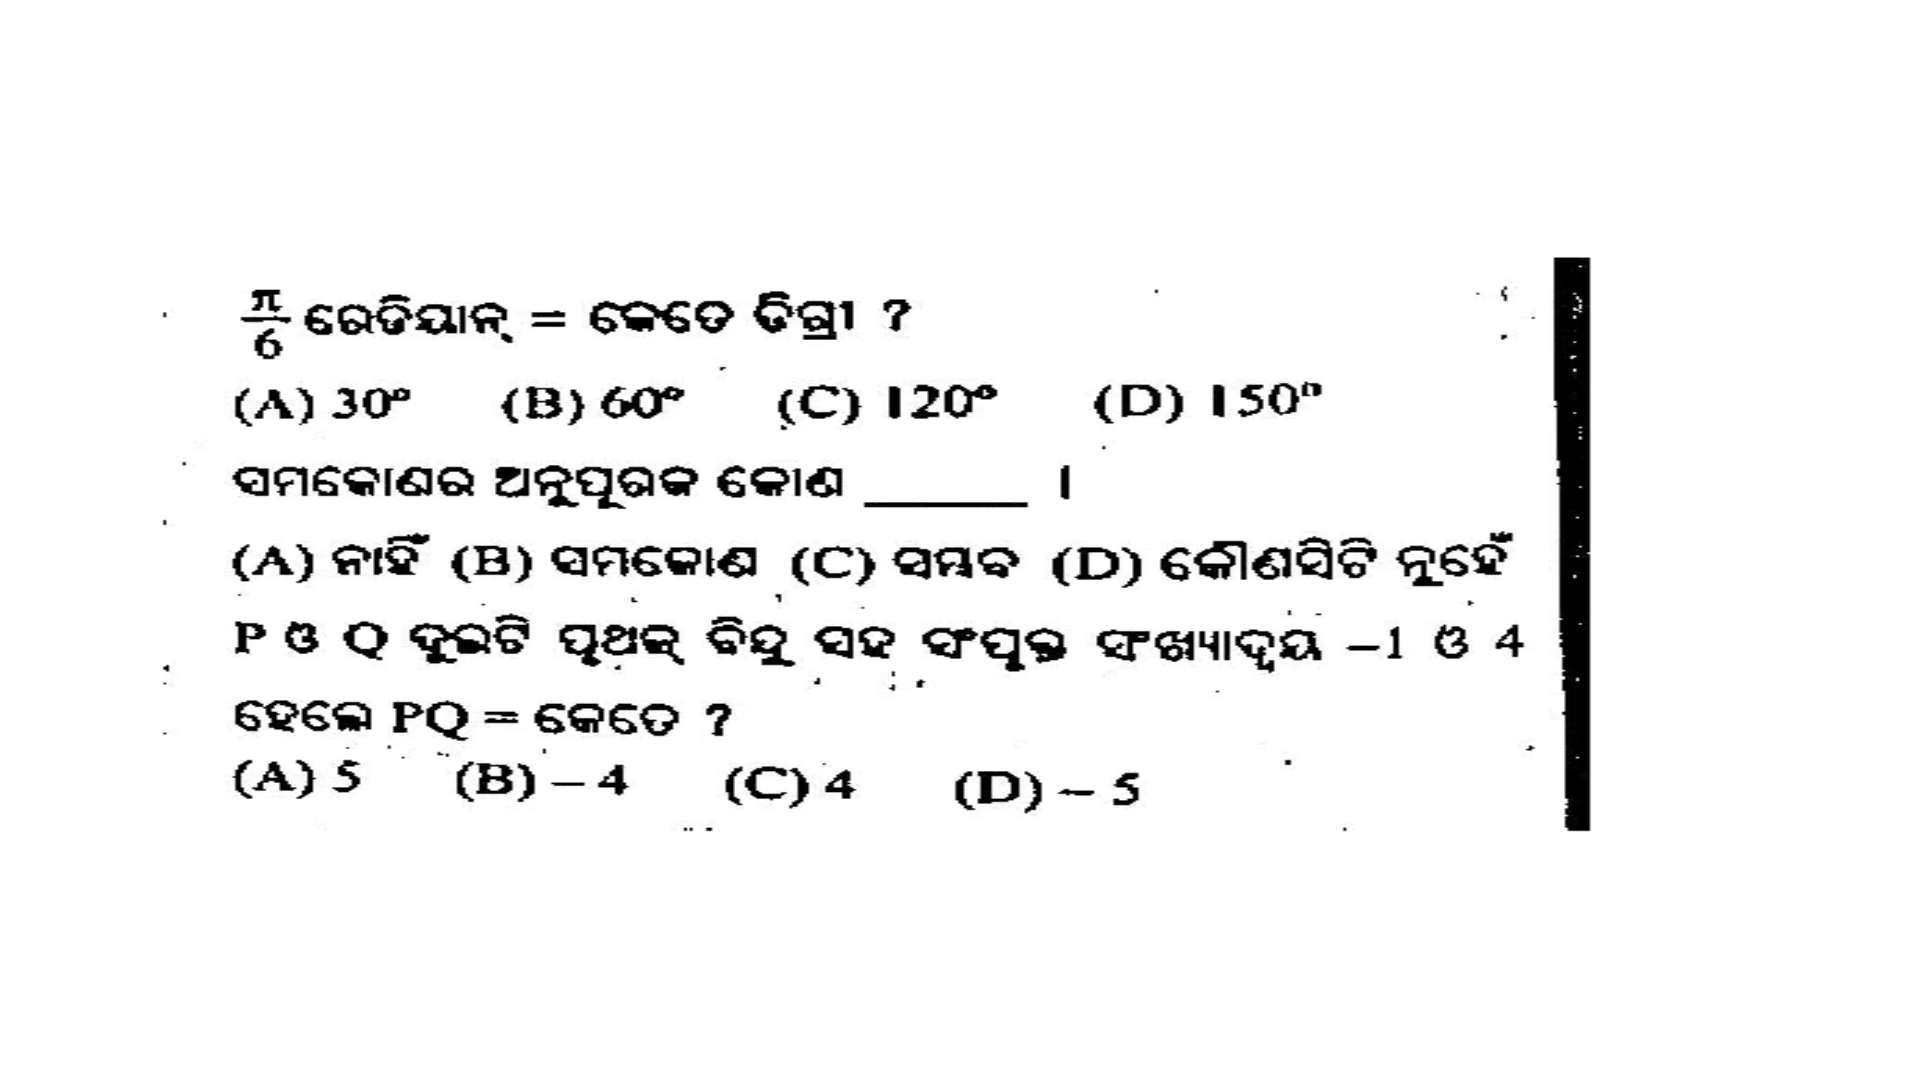 π/6 ରେଡିୟାନ୍ = କେତେ ଡିଗ୍ରୀ ?
(A) 30° (B) 60° (C) 120° (D) 150°
ସମକୋଣର ଅନୁପୂରକ କୋଣ ______ ।
(A) ନାହିଁ (B) ସମକୋଣ (C) ସମ୍ଭବ (D) କୌଣସିଟି ନୁହେଁ
P ଓ Q ଦୁଇଟି ପୃଥକ୍ ବିନ୍ଦୁ ସହ ସଂପୃକ୍ତ ସଂଖ୍ୟାଦ୍ୱୟ –1 ଓ 4
ହେଲେ PQ = କେତେ ?
(A) 5 (B) – 4 (C) 4 (D) – 5